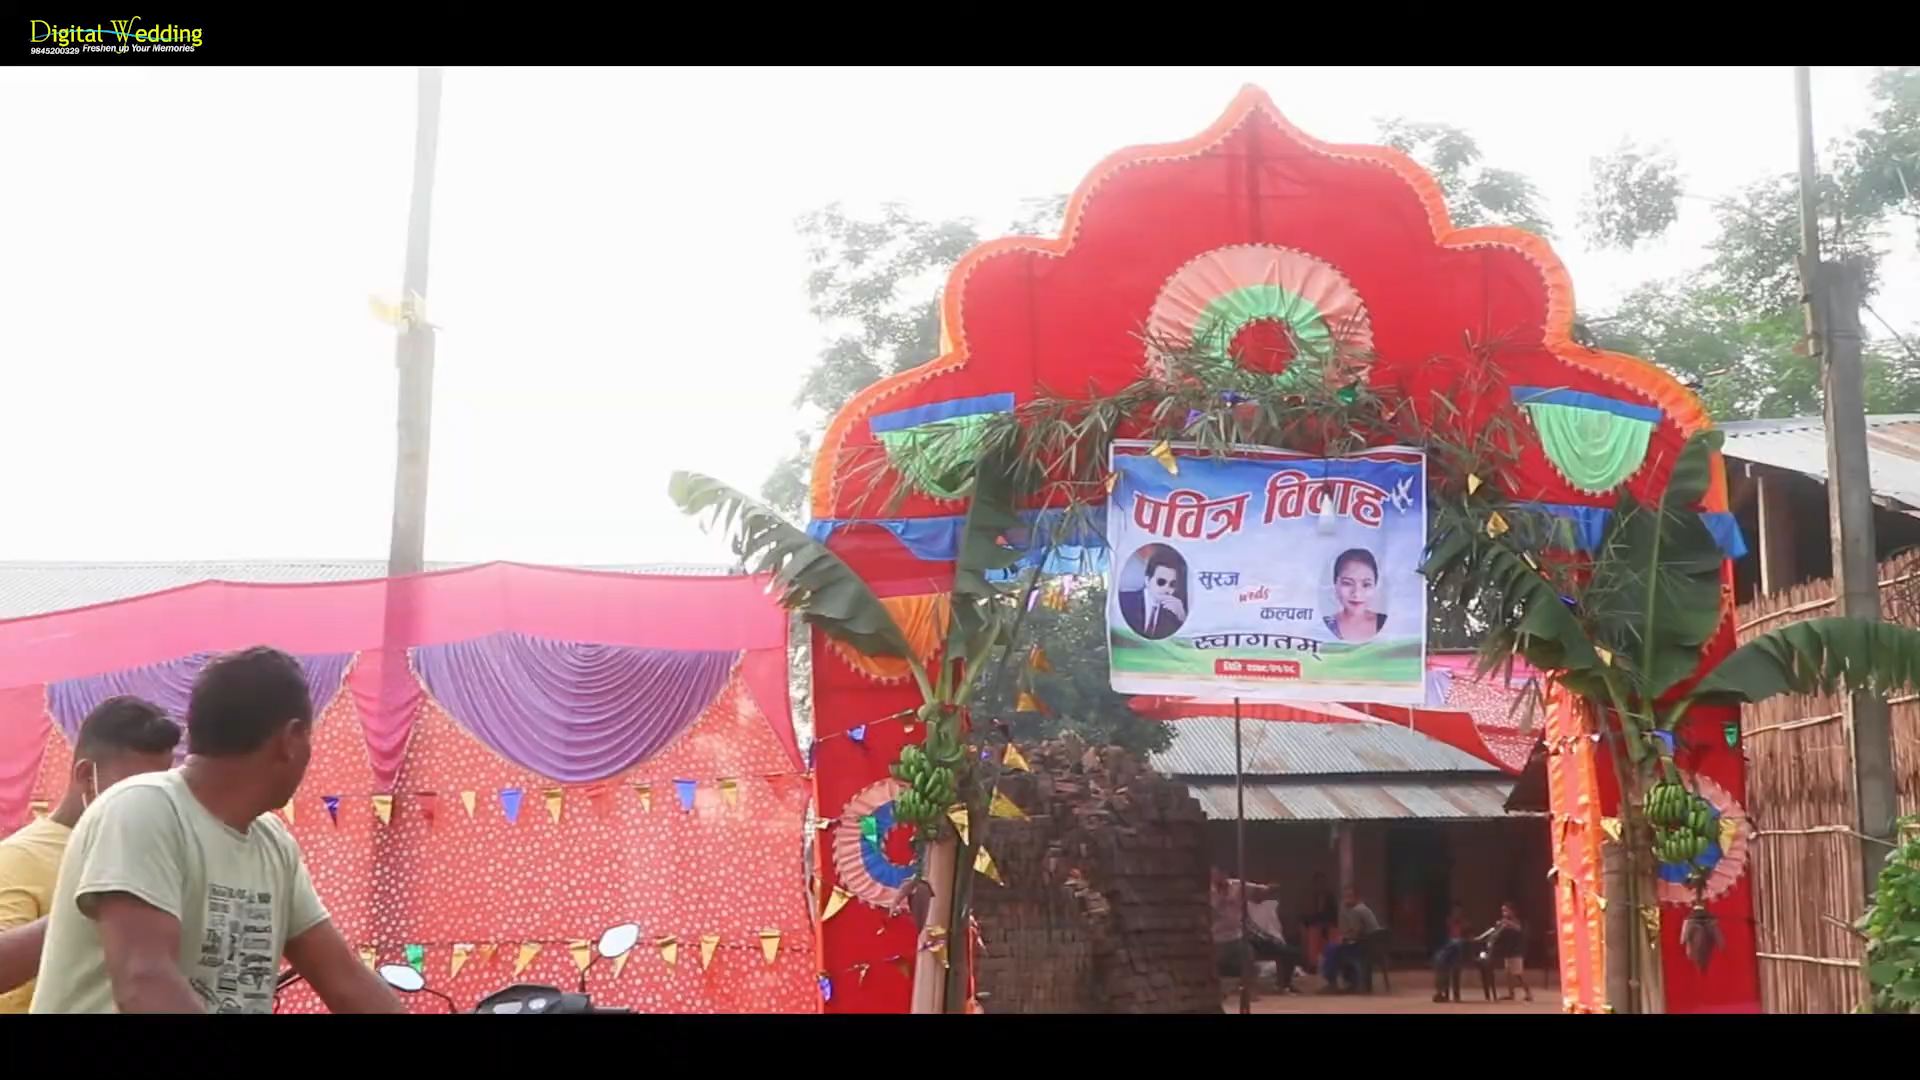 Digital Wedding
9845200329 Freshen up Your Memories
पवित्र विवाह
सुरज
weds
कल्पना
स्वागतम्
मिति